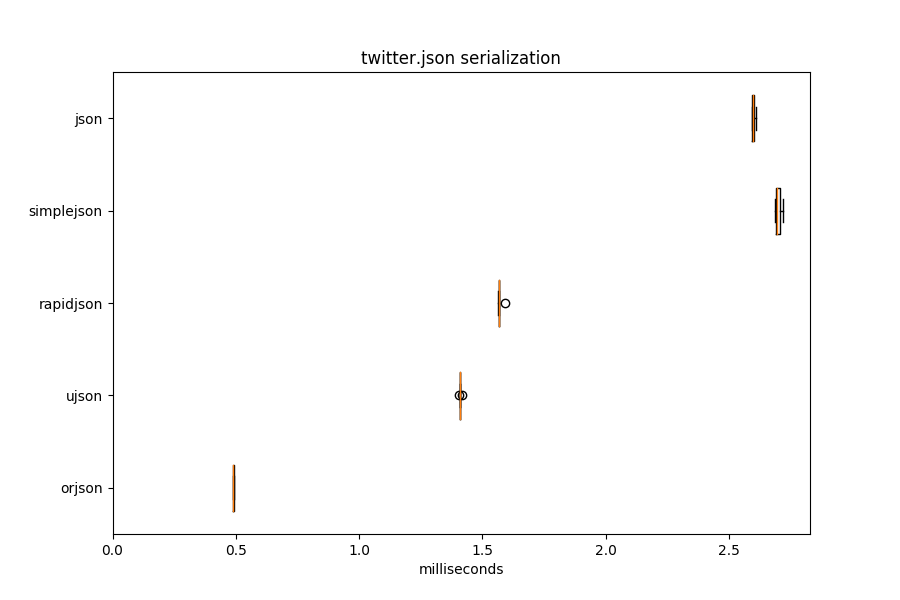 twitter.json serialization
json
simplejson
rapidjson
ujson
orjson
0.0 0.5 1.0 1.5 2.0 2.5
milliseconds